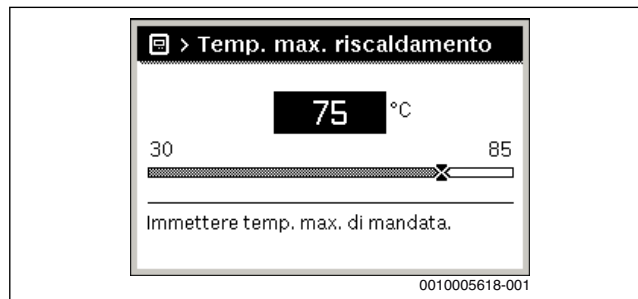 > Temp. max. riscaldamento
75 °C
30 85
Immettere temp. max. di mandata.
0010005618-001